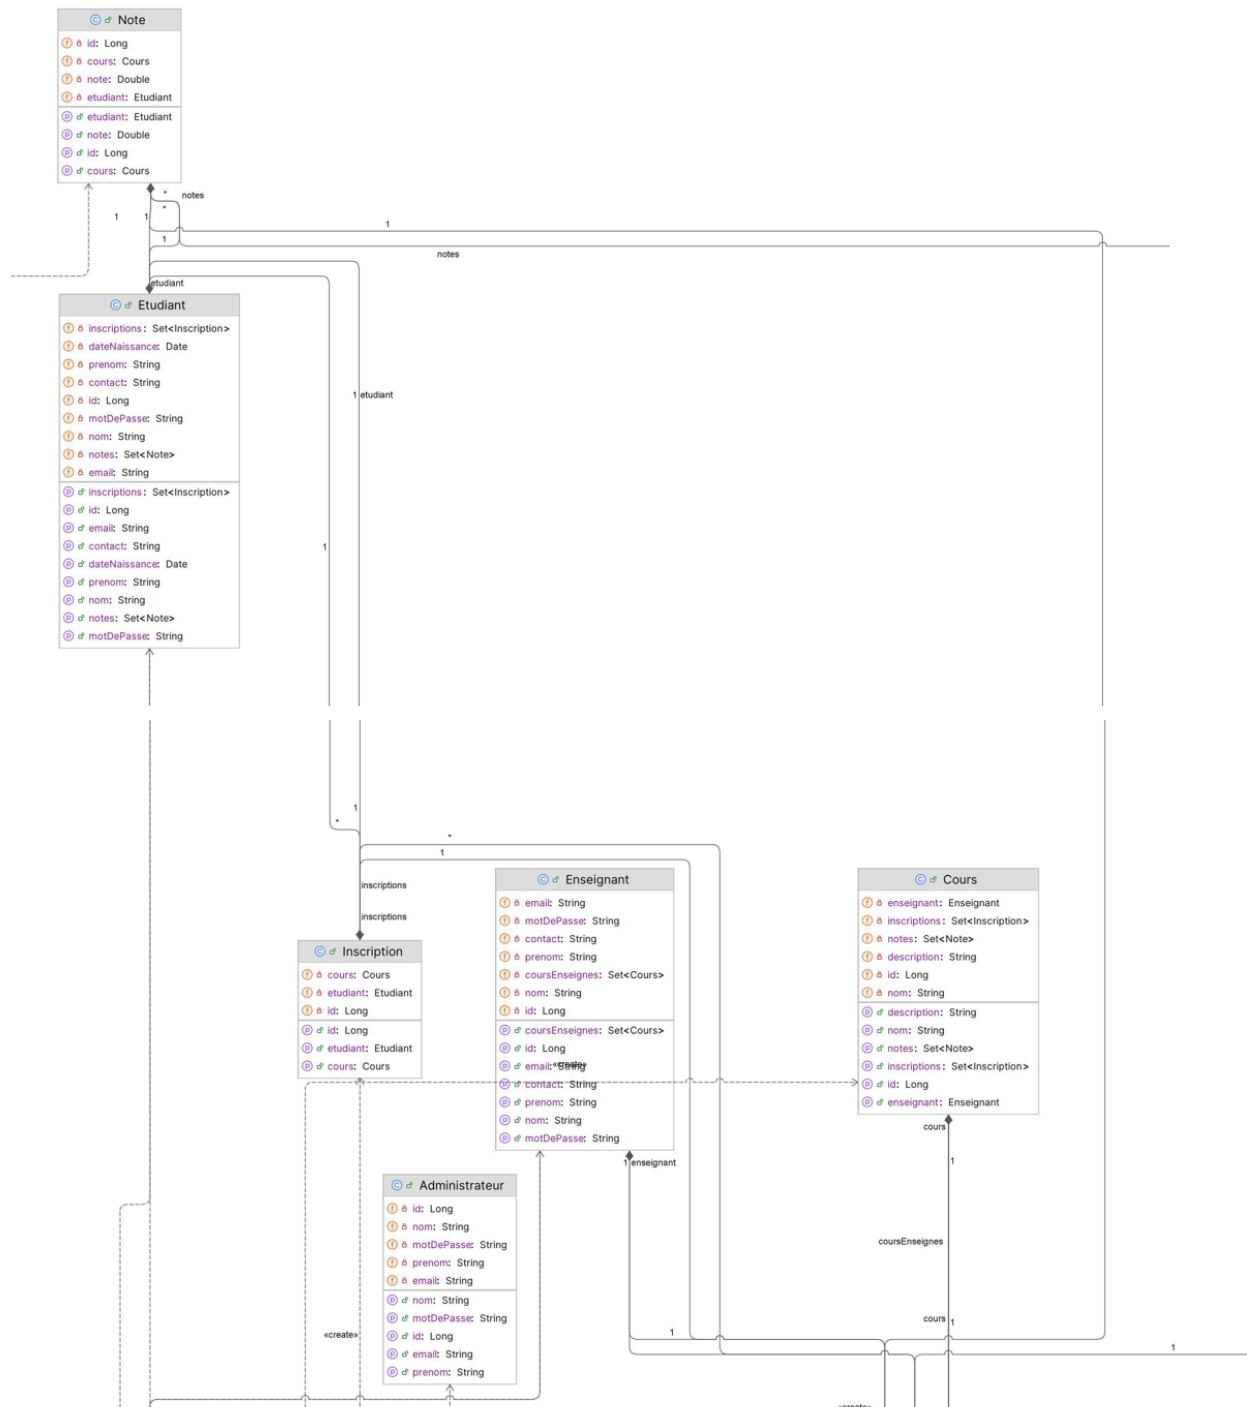 Note
id: Long
cours: Cours
note: Double
etudiant: Etudiant
etudiant: Etudiant
note: Double
id: Long
cours: Cours
*
notes
*
1
1
1
1
notes
etudiant
Etudiant
inscriptions: Set<Inscription>
dateNaissance: Date
prenom: String
contact: String
id: Long
motDePasse: String
nom: String
notes: Set<Note>
email: String
inscriptions: Set<Inscription>
id: Long
email: String
contact: String
dateNaissance: Date
prenom: String
nom: String
notes: Set<Note>
motDePasse: String
1 etudiant
1
1
*
*
1
inscriptions
inscriptions
Inscription
cours: Cours
etudiant: Etudiant
id: Long
id: Long
etudiant: Etudiant
cours: Cours
Enseignant
email: String
motDePasse: String
contact: String
prenom: String
coursEnseignes: Set<Cours>
nom: String
id: Long
coursEnseignes: Set<Cours>
id: Long
email: String
«create»
contact: String
prenom: String
nom: String
motDePasse: String
1 enseignant
Cours
enseignant: Enseignant
inscriptions: Set<Inscription>
notes: Set<Note>
description: String
id: Long
nom: String
description: String
nom: String
notes: Set<Note>
inscriptions: Set<Inscription>
id: Long
enseignant: Enseignant
cours
1
coursEnseignes
cours
1
Administrateur
id: Long
nom: String
motDePasse: String
prenom: String
email: String
nom: String
motDePasse: String
id: Long
email: String
prenom: String
«create»
1
1
«create»